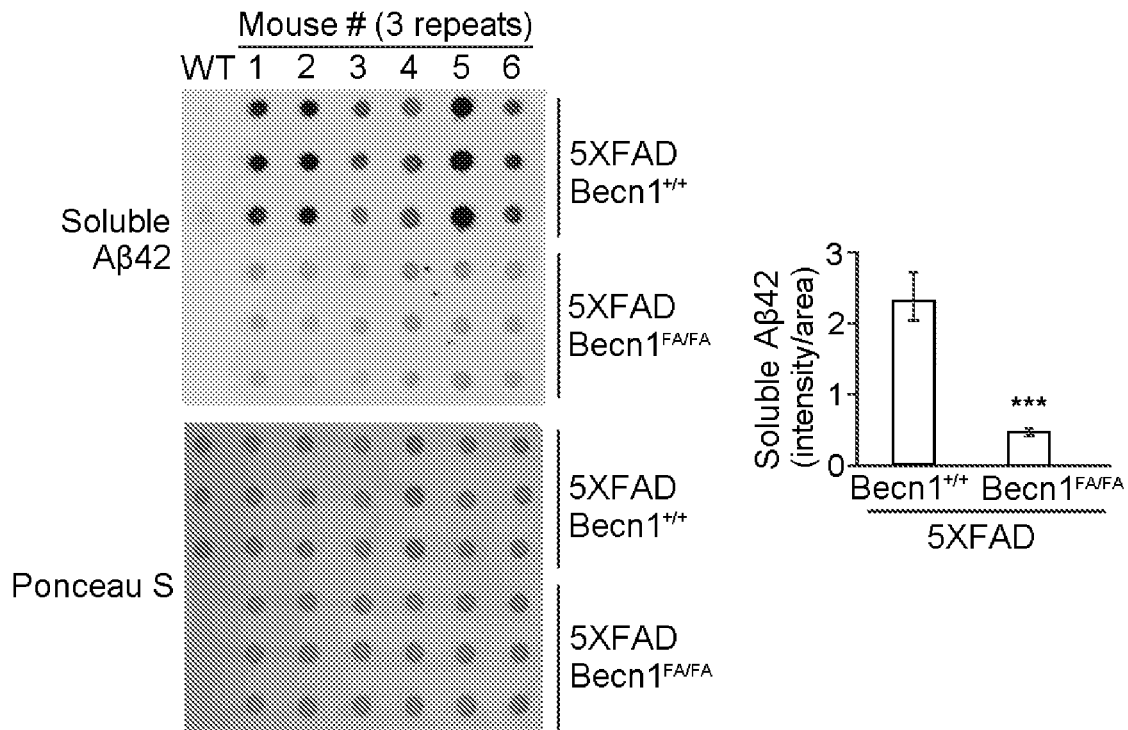 Mouse # (3 repeats)
WT 1 2 3 4 5 6
Soluble
Aβ42
5XFAD
Becn1+/+
5XFAD
Becn1FA/FA
Ponceau S
5XFAD
Becn1+/+
5XFAD
Becn1FA/FA
Soluble Aβ42
(intensity/area)
3
2
1
0
***
Becn1+/+ Becn1FA/FA
5XFAD